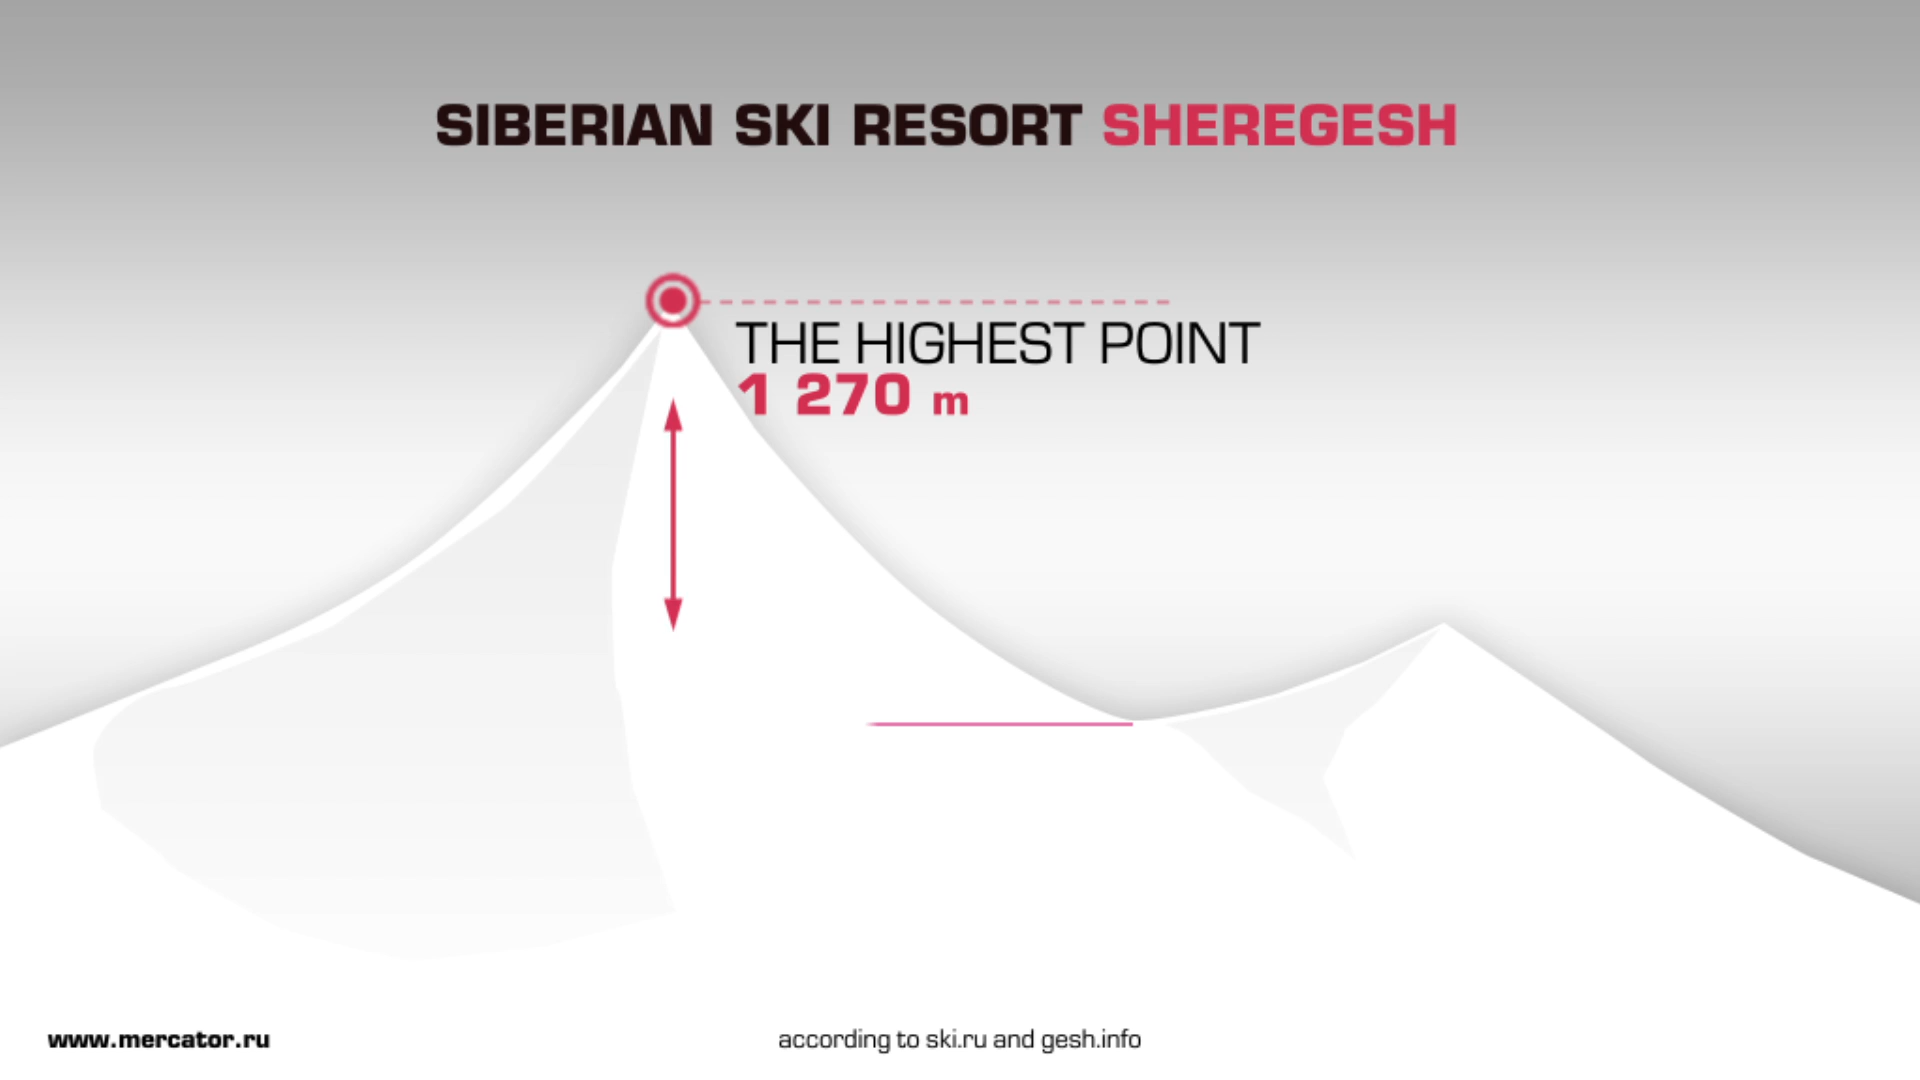 SIBERIAN SKI RESORT SHEREGESH
THE HIGHEST POINT
1 270 m
www.mercator.ru
according to ski.ru and gesh.info